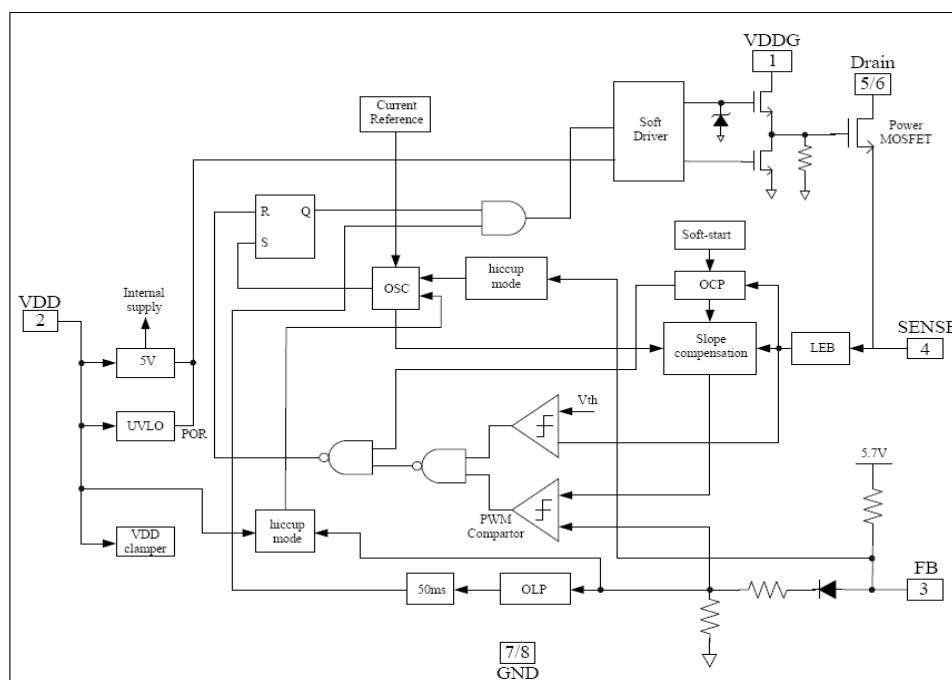 VDDG
1
Drain
5/6
Power
MOSFET
Current
Reference
Soft
Driver
R
Q
S
Soft-start
OSC
hiccup
mode
OCP
Internal
supply
VDD
2
5V
Slope
compensation
LEB
SENSE
4
Vth
UVLO
POR
5.7V
VDD
clamper
hiccup
mode
PWM
Compartor
50ms
OLP
FB
3
7/8
GND